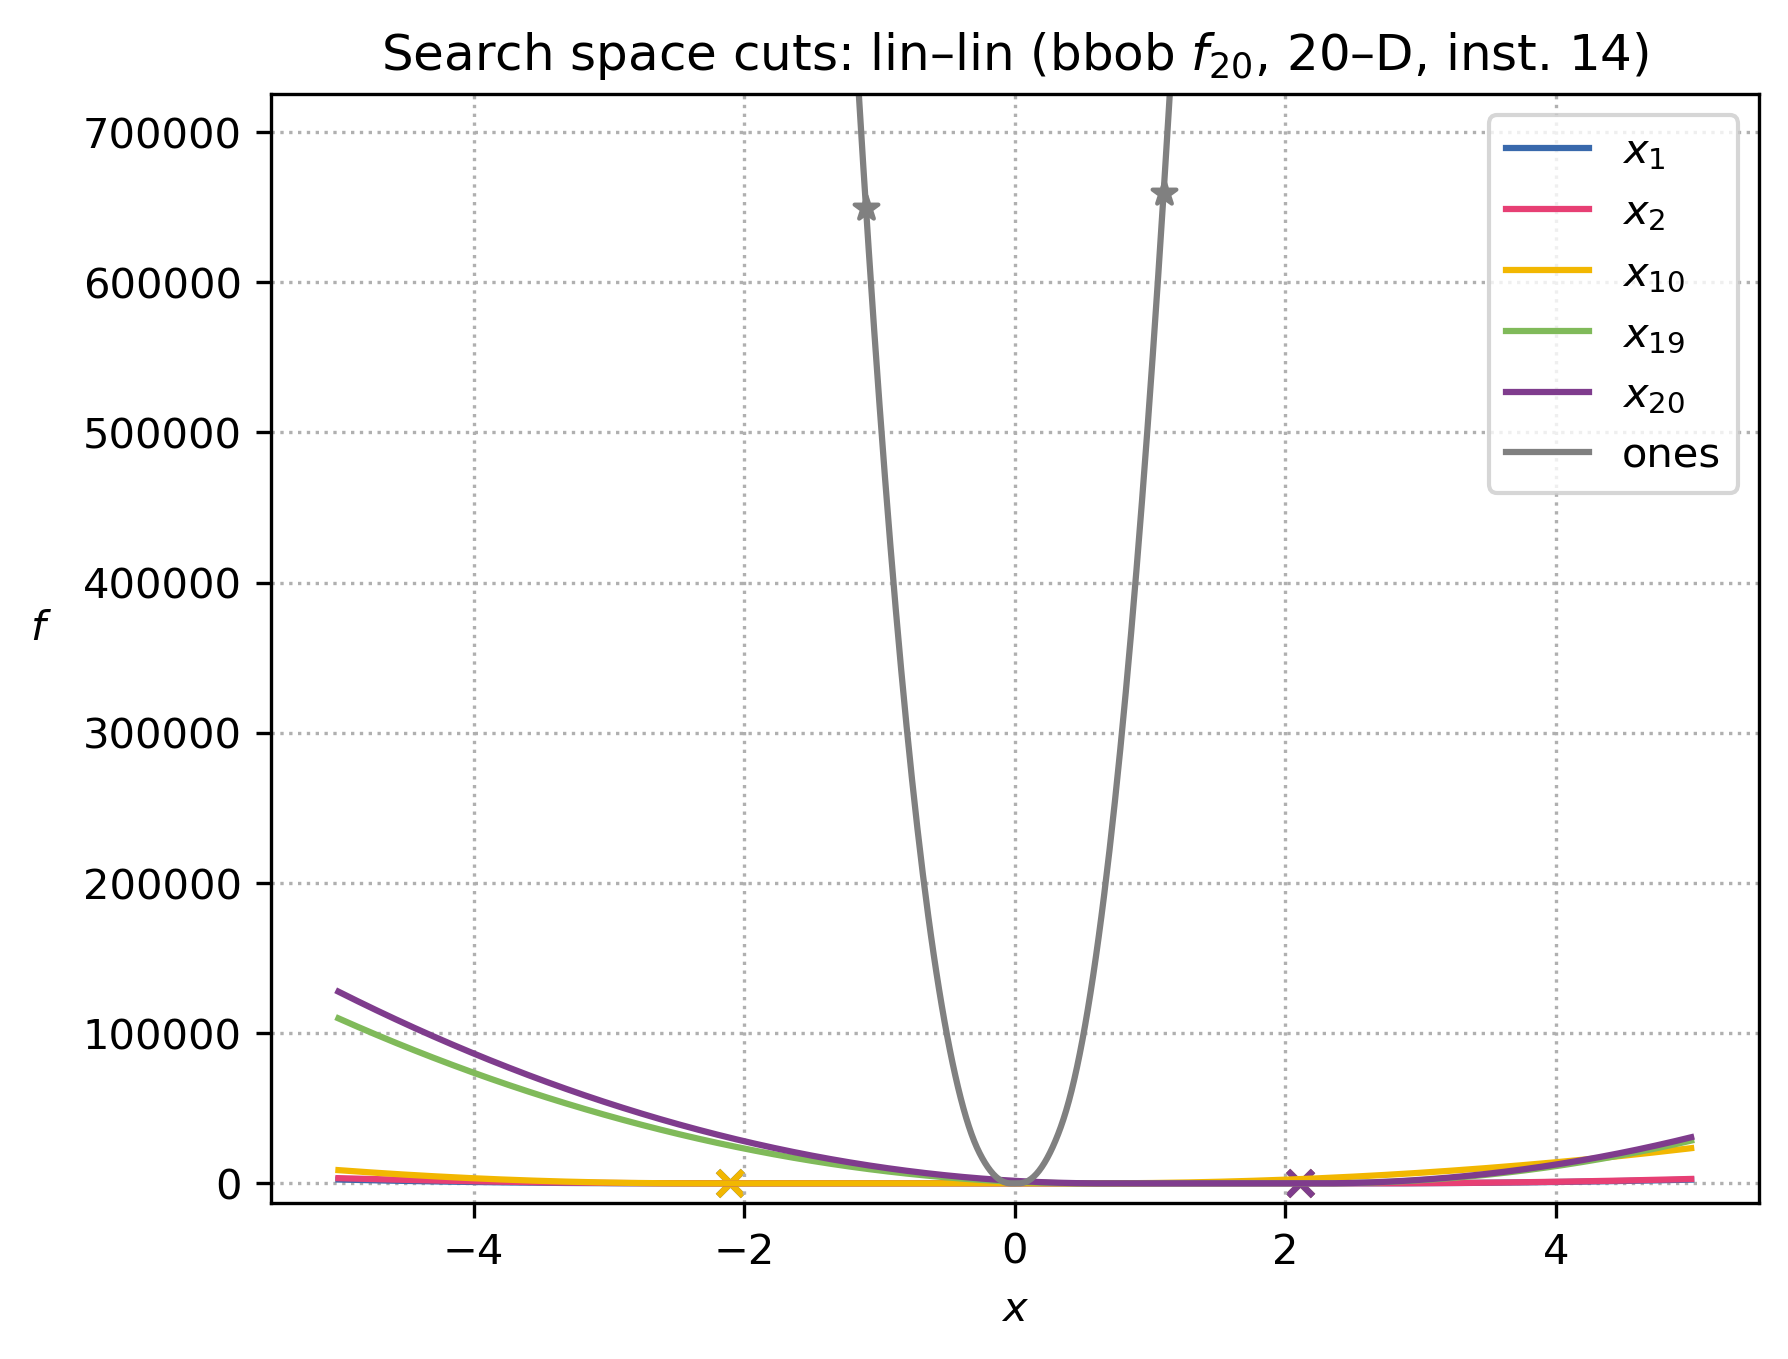 Search space cuts: lin–lin (bbob f20, 20–D, inst. 14)
700000
600000
500000
400000
300000
200000
100000
0
f
−4 −2 0 2 4
x
x1
x2
x10
x19
x20
ones